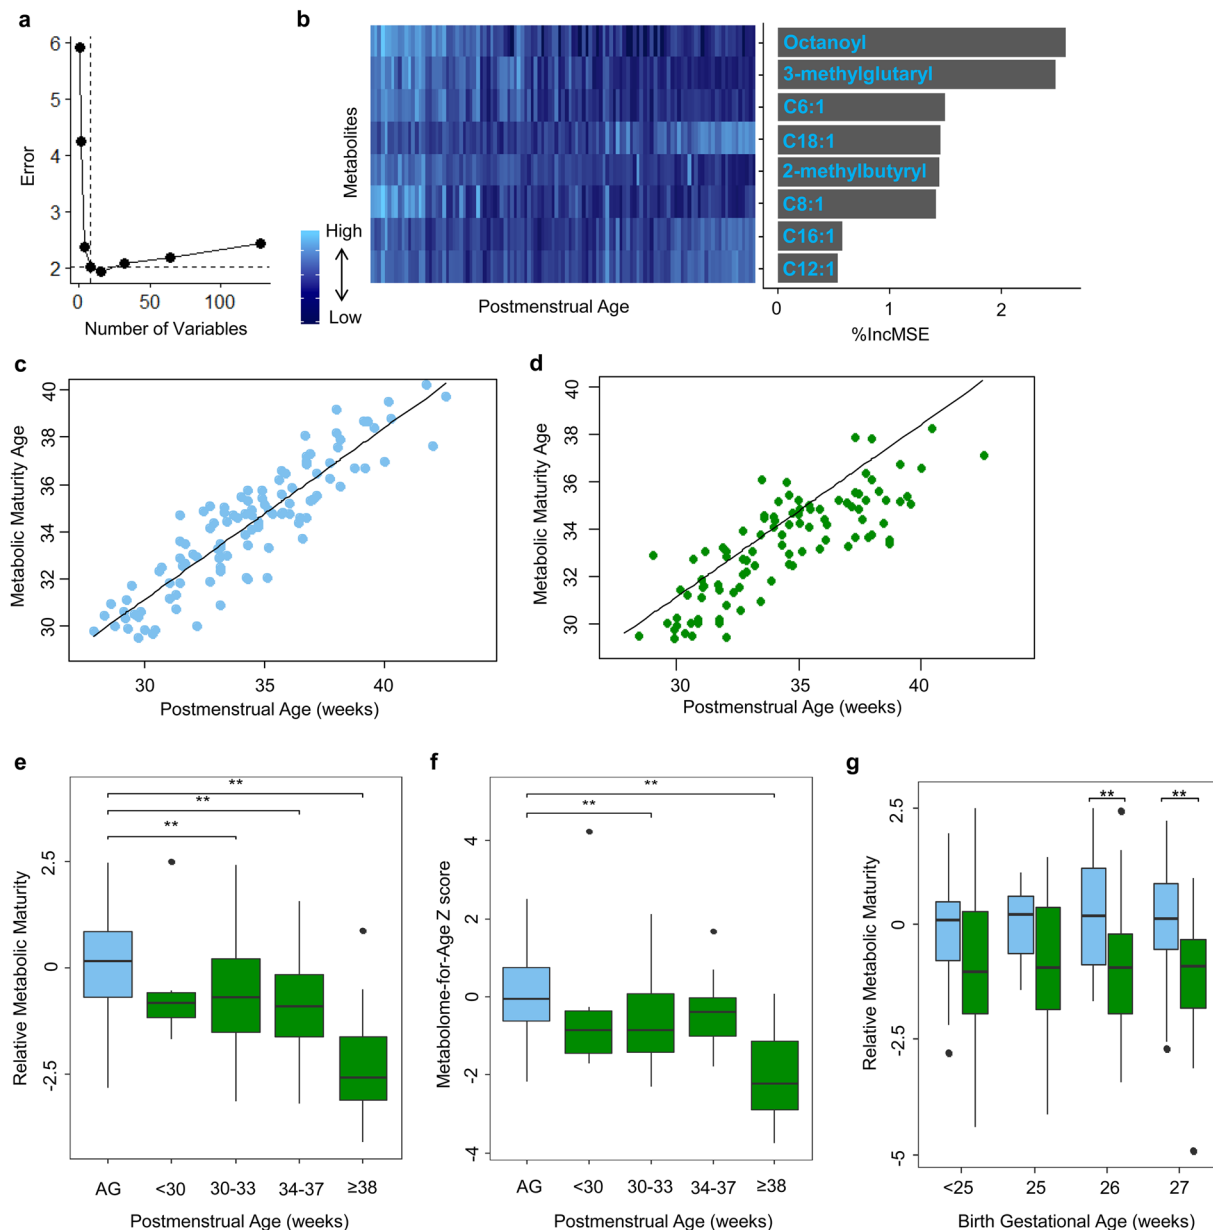 a
b
Error
6
5
4
3
2
0
50
100
Number of Variables
High
Low
Metabolites
Postmenstrual Age
Octanoyl
3-methylglutaryl
C6:1
C18:1
2-methylbutyryl
C8:1
C16:1
C12:1
0
1
2
%IncMSE
c
Metabolic Maturity Age
40
38
36
34
32
30
30
35
40
Postmenstrual Age (weeks)
d
Metabolic Maturity Age
40
38
36
34
32
30
30
35
40
Postmenstrual Age (weeks)
e
Relative Metabolic Maturity
2.5
0
-2.5
**
**
**
AG
<30
30-33
34-37
≥38
Postmenstrual Age (weeks)
f
Metabolome-for-Age Z score
4
2
0
-2
-4
**
**
AG
<30
30-33
34-37
≥38
Postmenstrual Age (weeks)
g
Relative Metabolic Maturity
2.5
0
-2.5
-5
**
**
<25
25
26
27
Birth Gestational Age (weeks)